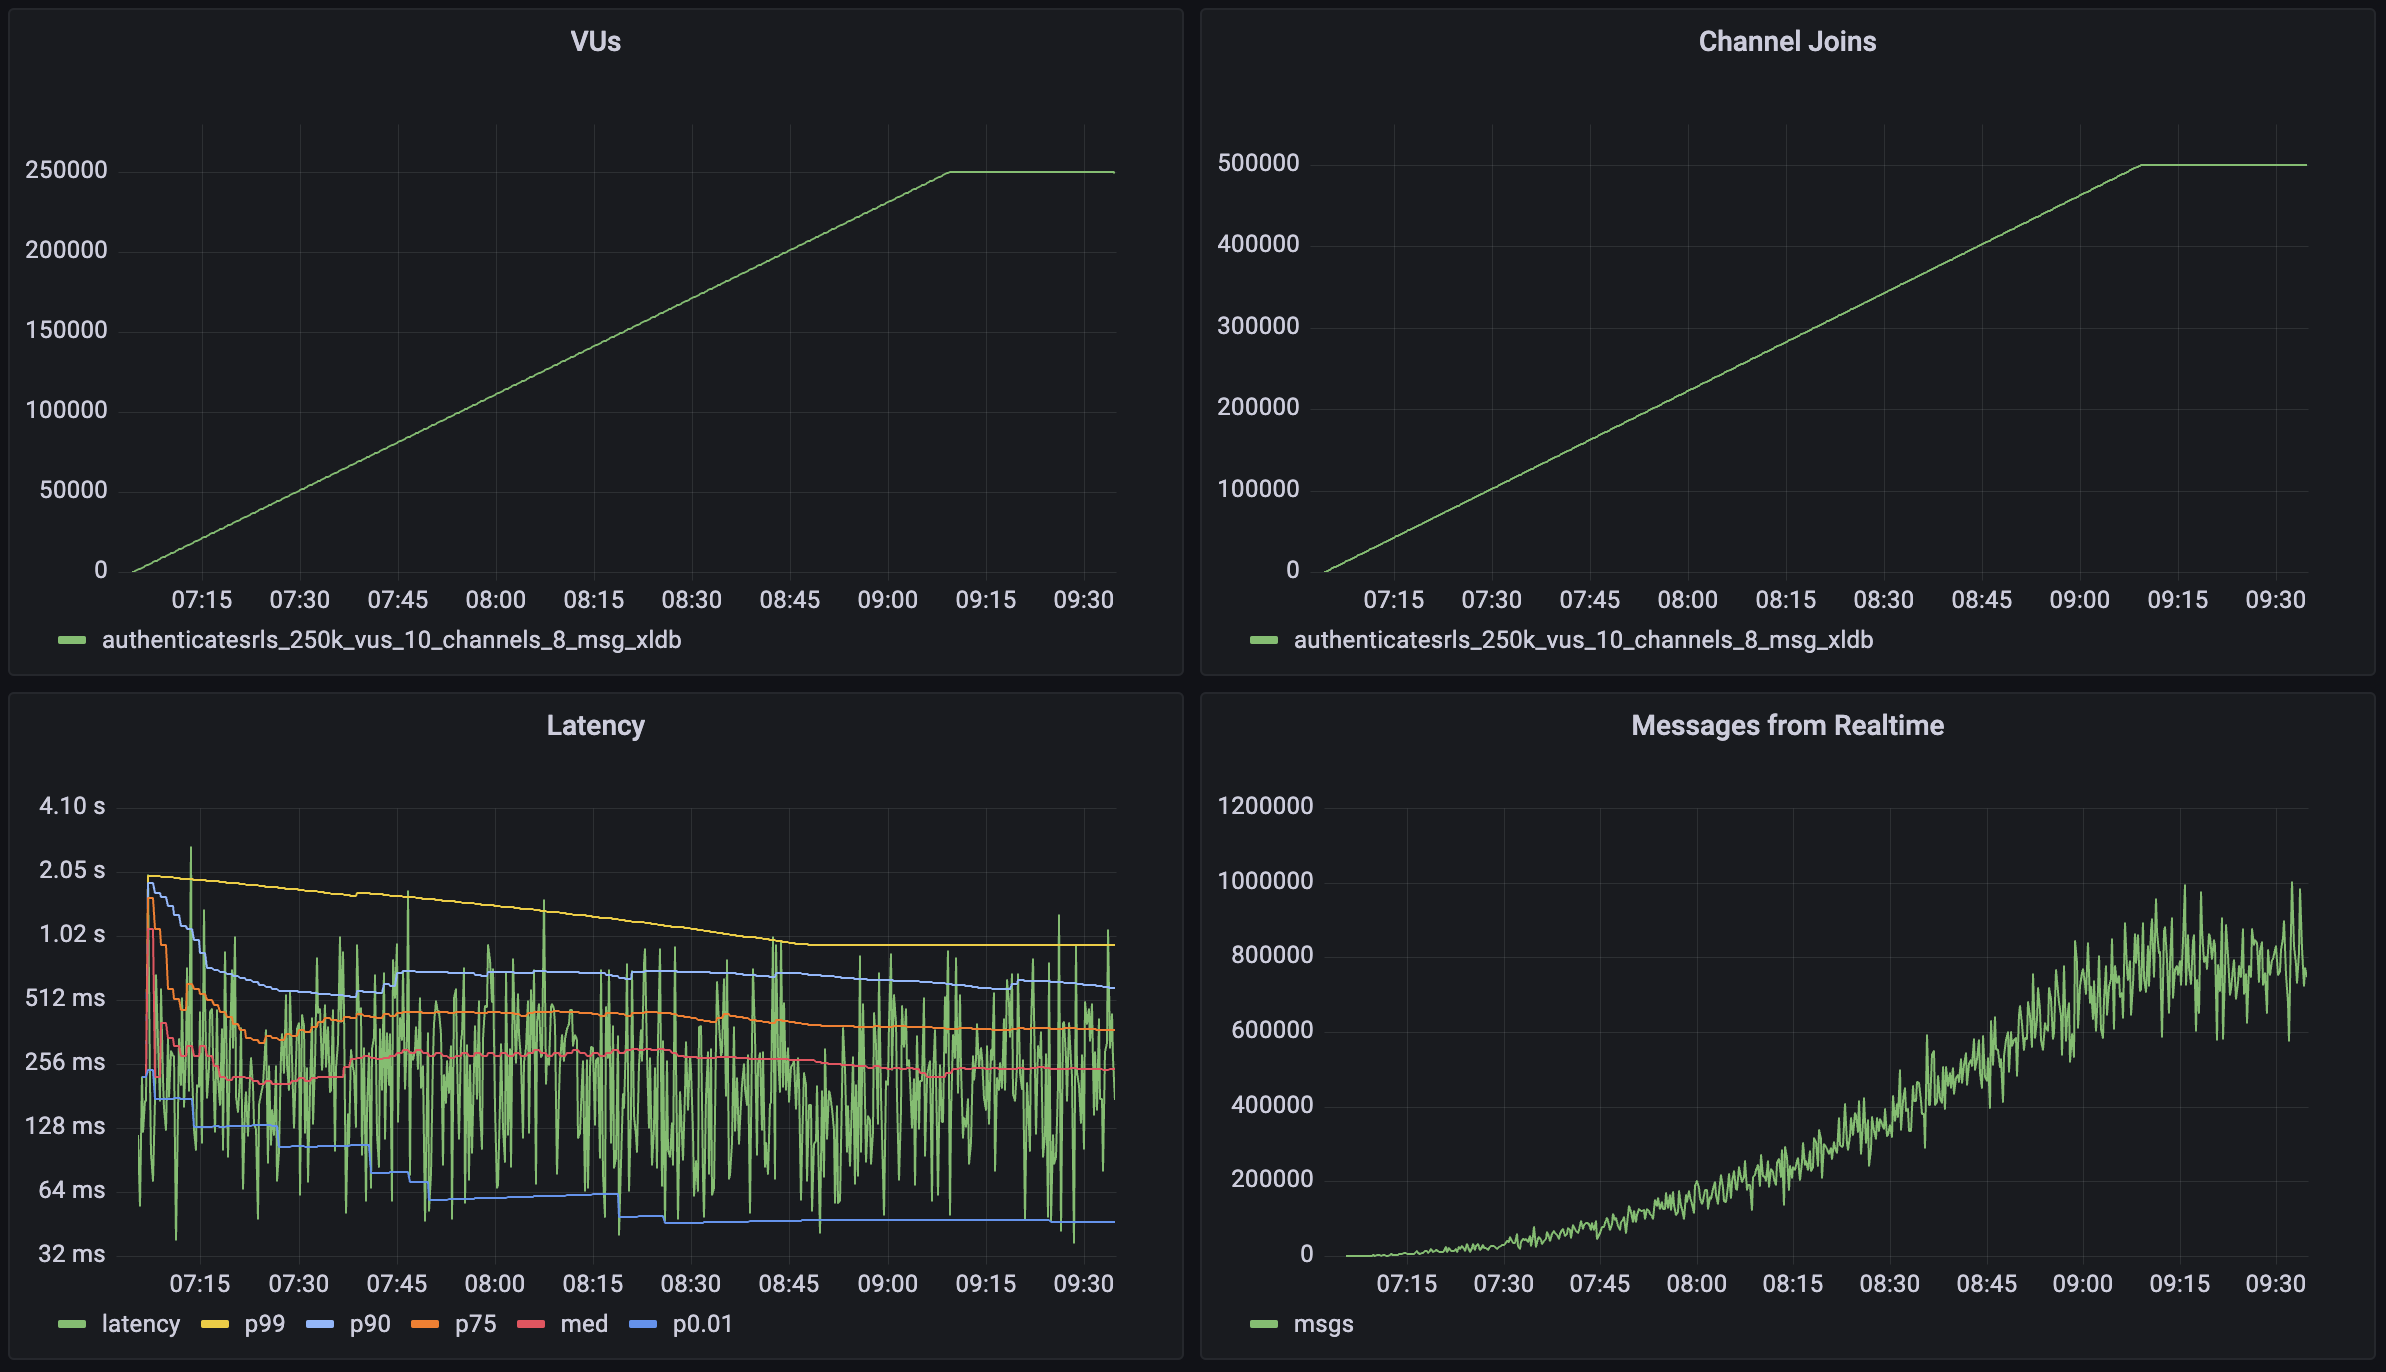 VUs
250000
200000
150000
100000
50000
0
07:15 07:30 07:45 08:00 08:15 08:30 08:45 09:00 09:15 09:30
authenticatesrls_250k_vus_10_channels_8_msg_xldb
Channel Joins
500000
400000
300000
200000
100000
0
07:15 07:30 07:45 08:00 08:15 08:30 08:45 09:00 09:15 09:30
authenticatesrls_250k_vus_10_channels_8_msg_xldb
Latency
4.10 s
2.05 s
1.02 s
512 ms
256 ms
128 ms
64 ms
32 ms
07:15 07:30 07:45 08:00 08:15 08:30 08:45 09:00 09:15 09:30
latency p99 p90 p75 med p0.01
Messages from Realtime
1200000
1000000
800000
600000
400000
200000
0
07:15 07:30 07:45 08:00 08:15 08:30 08:45 09:00 09:15 09:30
msgs